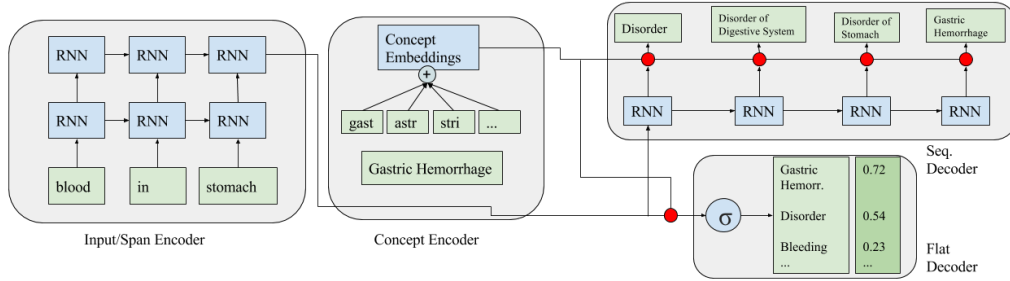 RNN RNN RNN
RNN RNN RNN
blood in stomach
Input/Span Encoder
Concept
Embeddings
+
gast astr stri ...
Gastric Hemorrhage
Concept Encoder
Disorder
Disorder of
Digestive System
Disorder of
Stomach
Gastric
Hemorrhage
RNN RNN RNN RNN
Seq.
Decoder
σ
Gastric
Hemorr. 0.72
Disorder 0.54
Bleeding 0.23
... ...
Flat
Decoder